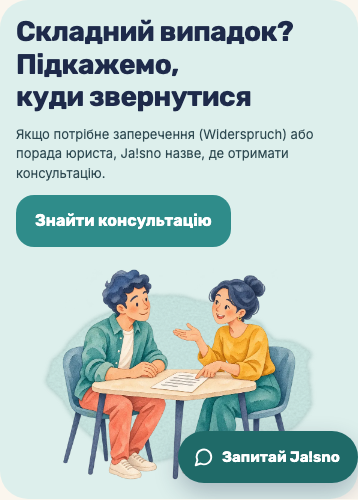 Складний випадок?
Підкажемо,
куди звернутися
Якщо потрібне заперечення (Widerspruch) або
порада юриста, Ja!sno назве, де отримати
консультацію.
Знайти консультацію
Запитай Ja!sno